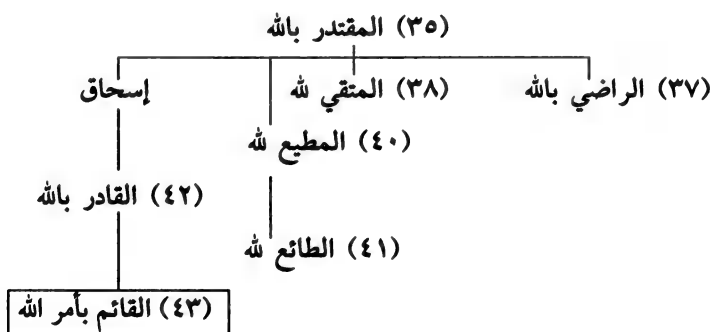 (٣٥) المقتدر بالله
(٣٧) الراضي بالله
(٣٨) المتقي لله
إسحاق
(٤٠) المطيع لله
(٤٢) القادر بالله
(٤١) الطائع لله
(٤٣) القائم بأمر الله